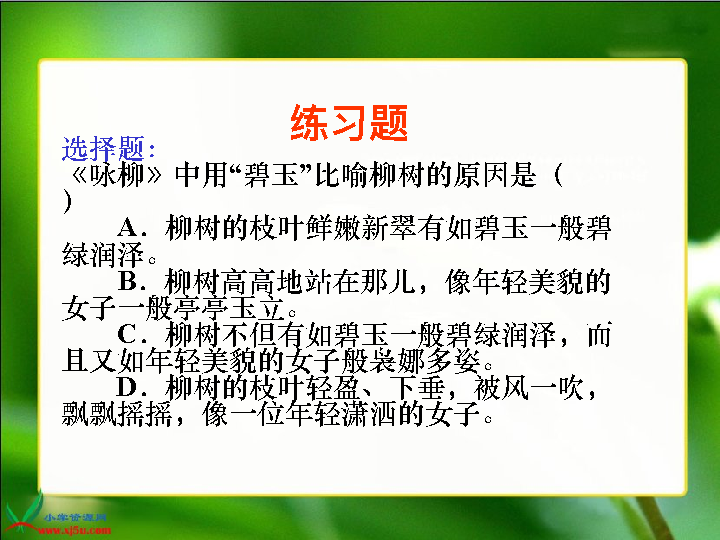 练习题
选择题：
《咏柳》中用“碧玉”比喻柳树的原因是（
）
A．柳树的枝叶鲜嫩新翠有如碧玉一般碧
绿润泽。
B．柳树高高地站在那儿，像年轻美貌的
女子一般亭亭玉立。
C．柳树不但有如碧玉一般碧绿润泽，而
且又如年轻美貌的女子般袅娜多姿。
D．柳树的枝叶轻盈、下垂，被风一吹，
飘飘摇摇，像一位年轻潇洒的女子。
小学资源网
www.xj5u.com